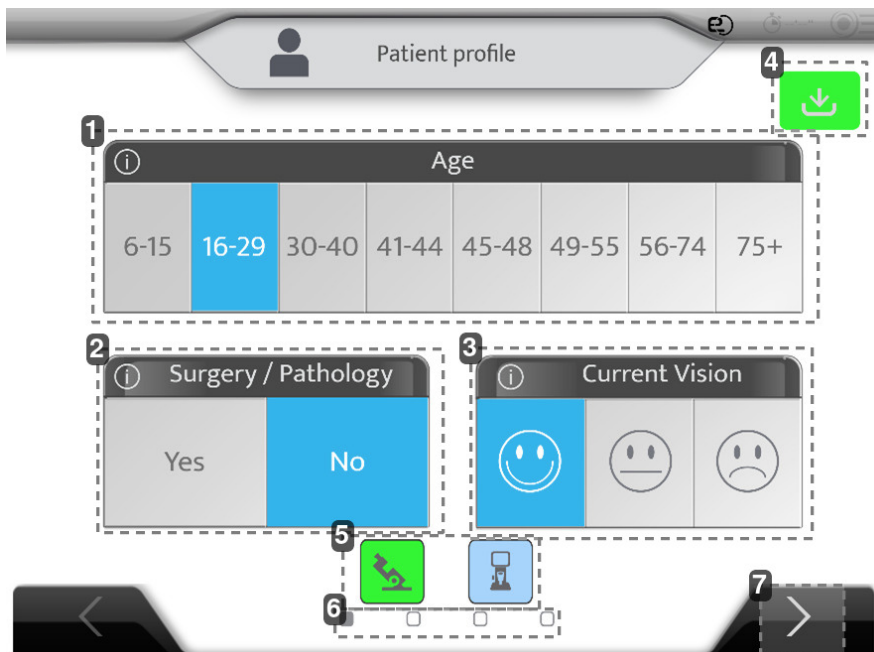 Patient profile
4
1
Age
6-15 16-29 30-40 41-44 45-48 49-55 56-74 75+
2
3
Surgery / Pathology
Current Vision
Yes No
5
6
7